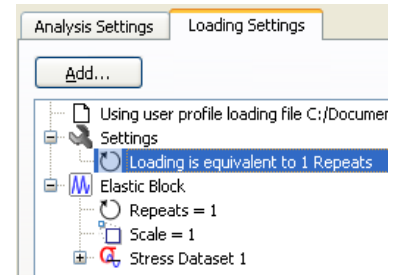 Analysis Settings Loading Settings
Add...
Using user profile loading file C:/Documer
Settings
Loading is equivalent to 1 Repeats
Elastic Block
Repeats = 1
Scale = 1
Stress Dataset 1